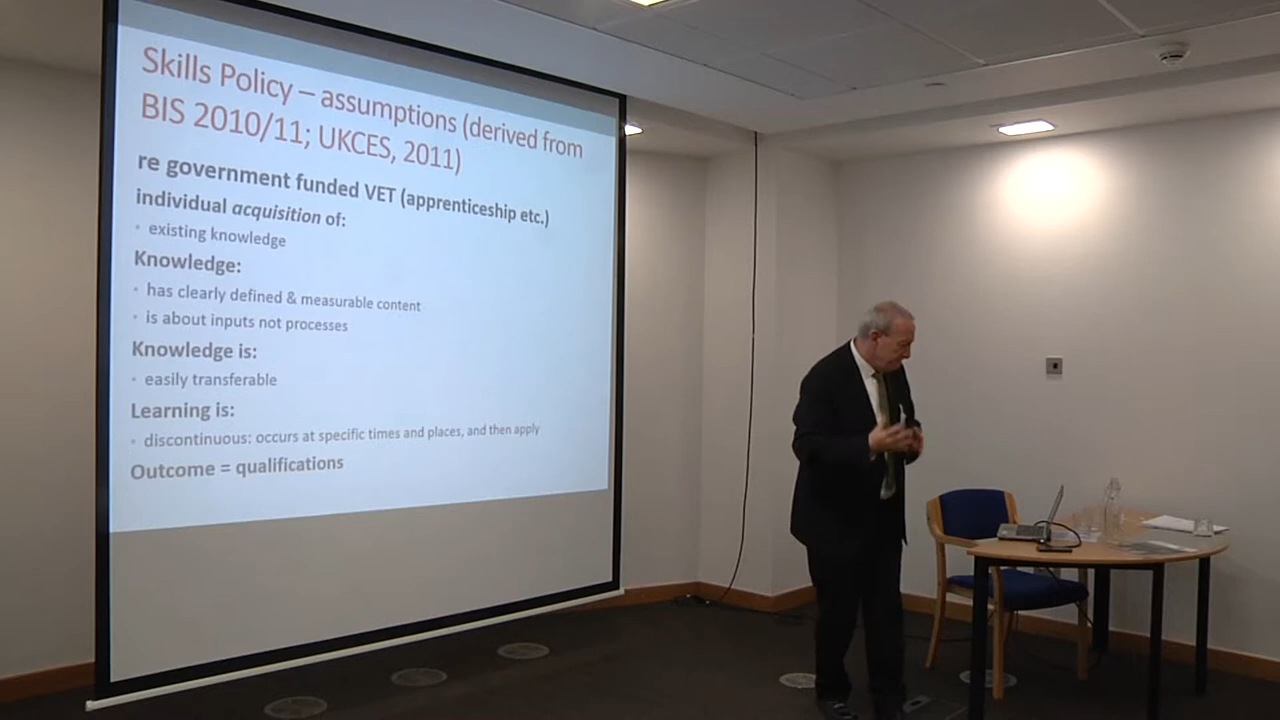 Skills Policy – assumptions (derived from
BIS 2010/11; UKCES, 2011)
re government funded VET (apprenticeship etc.)
individual acquisition of:
• existing knowledge
Knowledge:
• has clearly defined & measurable content
• is about inputs not processes
Knowledge is:
• easily transferable
Learning is:
• discontinuous: occurs at specific times and places, and then apply
Outcome = qualifications